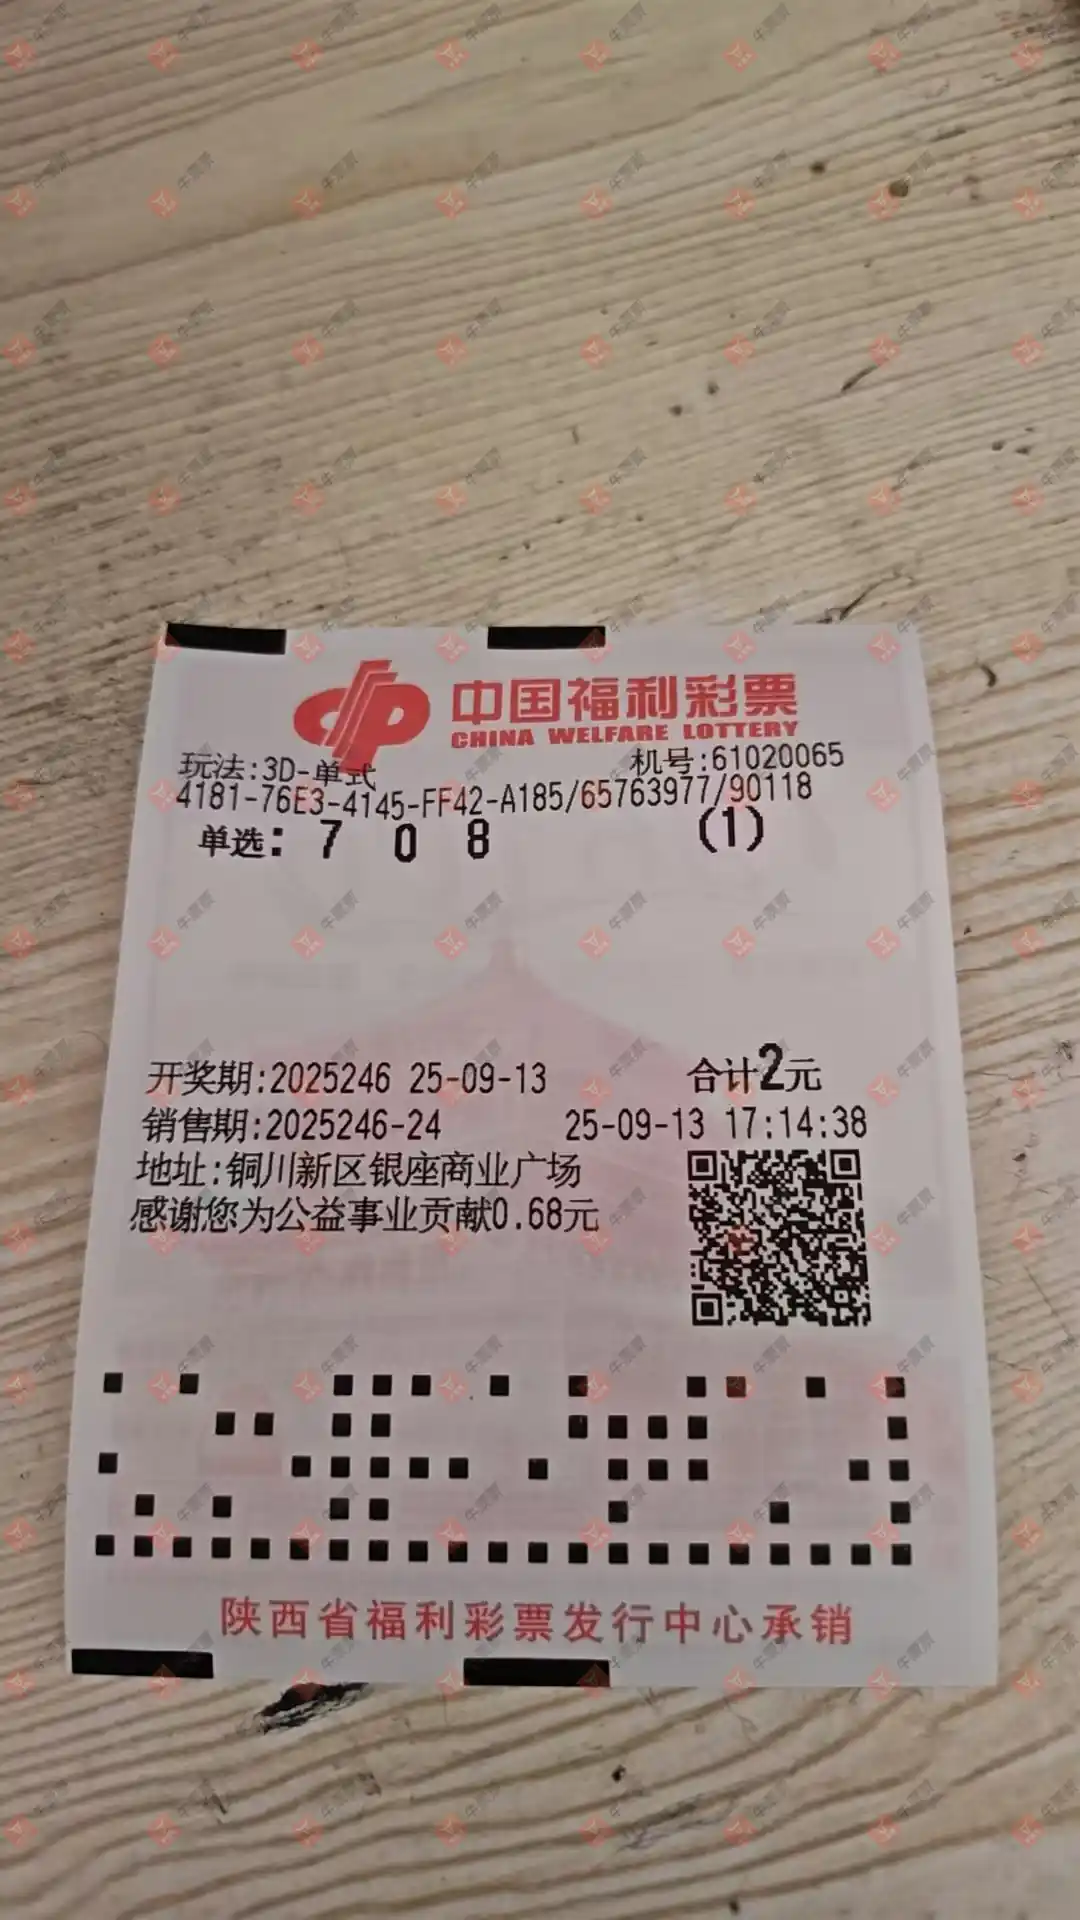 中国福利彩票
CHINA WELFARE LOTTERY
玩法:3D-单式 机号:61020065
4181-76E3-4145-FF42-A185/65763977/90118
单选: 7 0 8 (1)
开奖期:2025246 25-09-13 合计2元
销售期:2025246-24 25-09-13 17:14:38
地址:铜川新区银座商业广场
感谢您为公益事业贡献0.68元
陕西省福利彩票发行中心承销